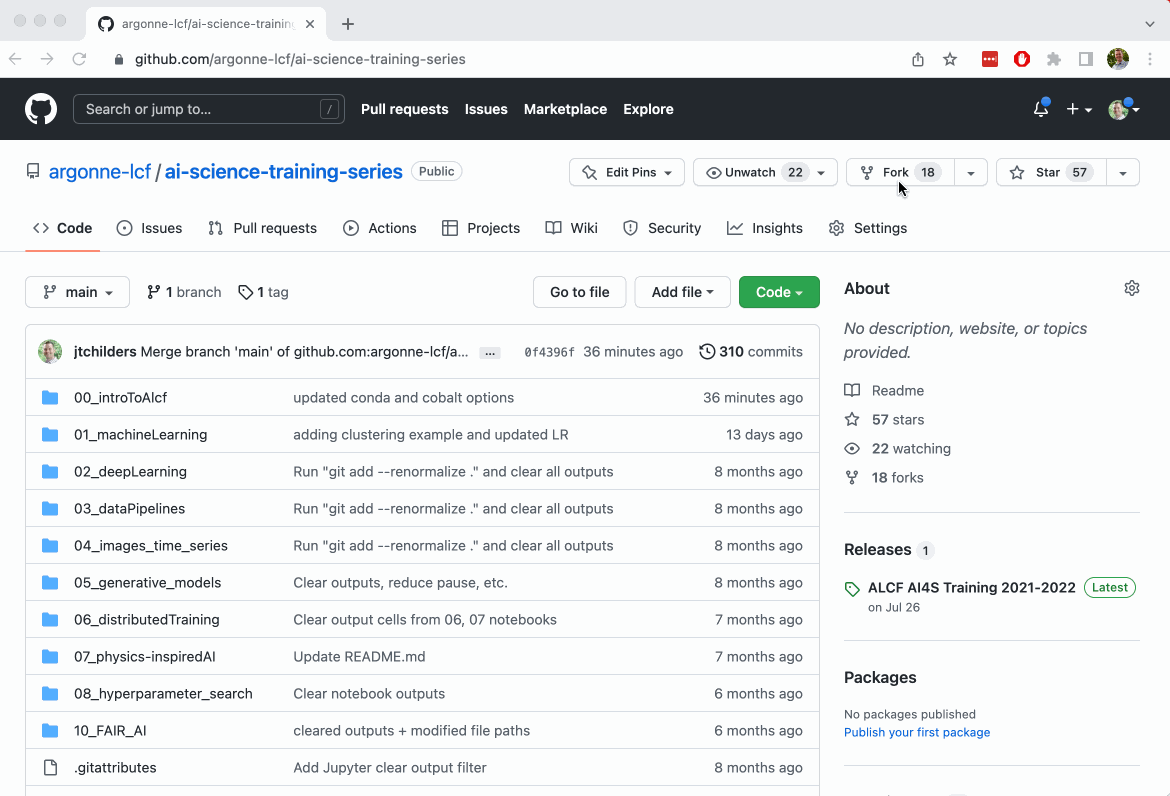 argonne-lcf/ai-science-training
github.com/argonne-lcf/ai-science-training-series
Search or jump to... / Pull requests Issues Marketplace Explore
argonne-lcf / ai-science-training-series Public Edit Pins Unwatch 22 Fork 18 Star 57
Code Issues Pull requests Actions Projects Wiki Security Insights Settings
main 1 branch 1 tag Go to file Add file Code
jtchilders Merge branch 'main' of github.com:argonne-lcf/a... ... 0f4396f 36 minutes ago 310 commits
00_introToAlcf updated conda and cobalt options 36 minutes ago
01_machineLearning adding clustering example and updated LR 13 days ago
02_deepLearning Run "git add --renormalize ." and clear all outputs 8 months ago
03_dataPipelines Run "git add --renormalize ." and clear all outputs 8 months ago
04_images_time_series Run "git add --renormalize ." and clear all outputs 8 months ago
05_generative_models Clear outputs, reduce pause, etc. 8 months ago
06_distributedTraining Clear output cells from 06, 07 notebooks 7 months ago
07_physics-inspiredAI Update README.md 7 months ago
08_hyperparameter_search Clear notebook outputs 6 months ago
10_FAIR_AI cleared outputs + modified file paths 6 months ago
.gitattributes Add Jupyter clear output filter 8 months ago
About
No description, website, or topics
provided.
Readme
57 stars
22 watching
18 forks
Releases 1
ALCF AI4S Training 2021-2022 Latest
on Jul 26
Packages
No packages published
Publish your first package